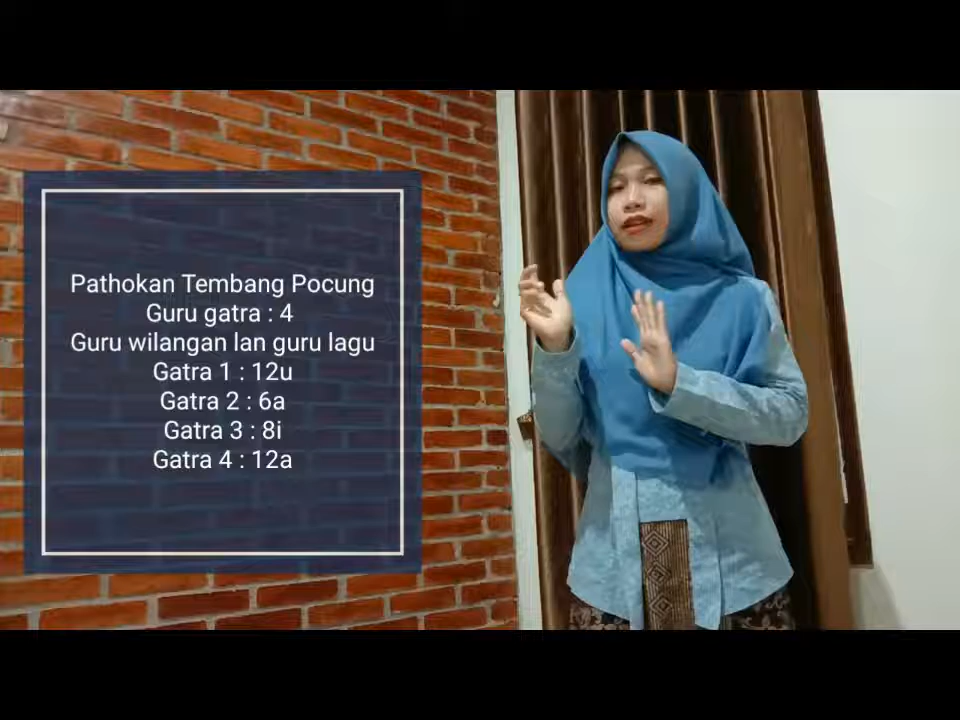 Pathokan Tembang Pocung
Guru gatra : 4
Guru wilangan lan guru lagu
Gatra 1 : 12u
Gatra 2 : 6a
Gatra 3 : 8i
Gatra 4 : 12a